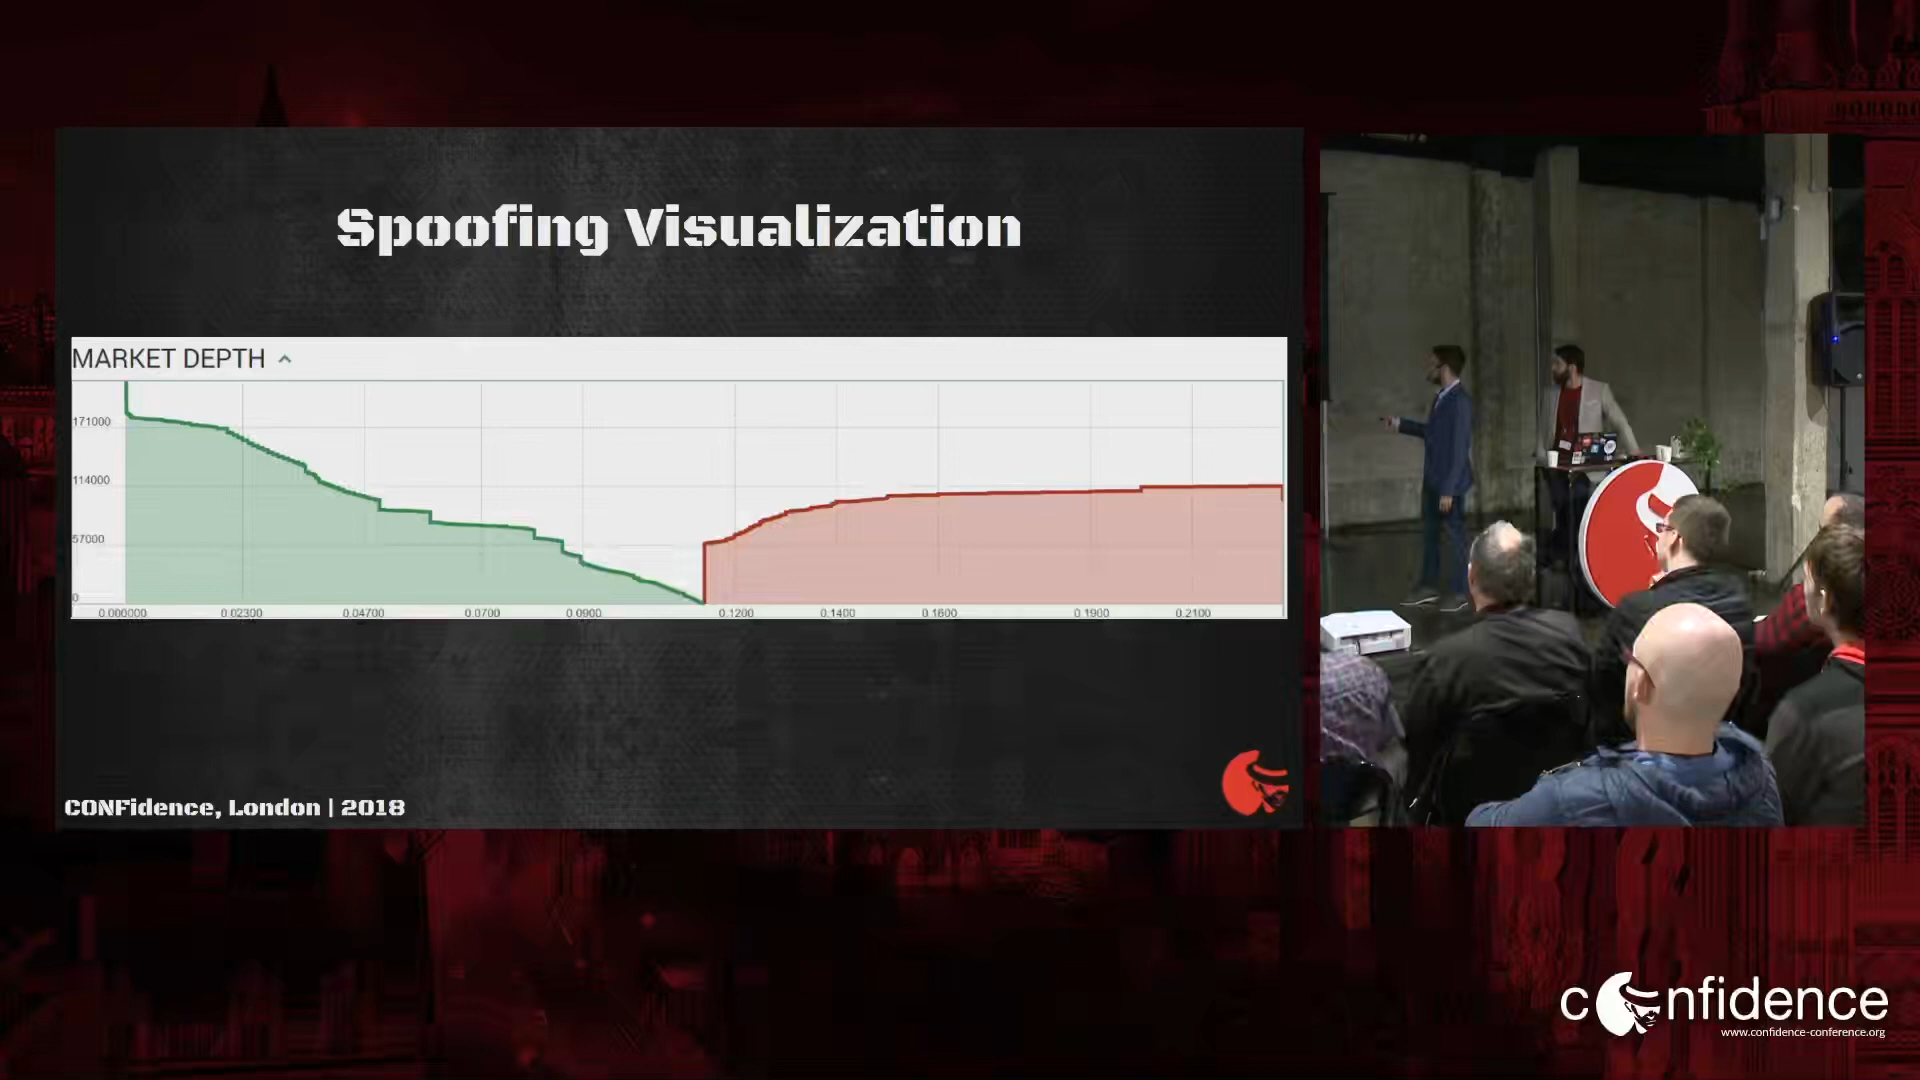 Spoofing Visualization
MARKET DEPTH
171000
114000
57000
0
0.000000 0.02300 0.04700 0.0700 0.0900 0.1200 0.1400 0.1600 0.1900 0.2100
CONFidence, London | 2018
confidence
www.confidence-conference.org